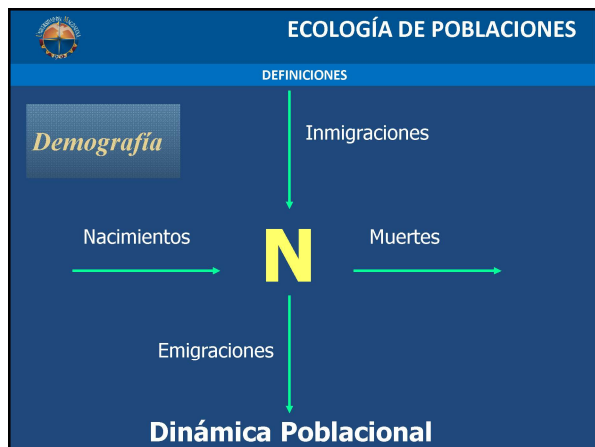 ECOLOGÍA DE POBLACIONES
DEFINICIONES
Demografía
Inmigraciones
Nacimientos
N
Muertes
Emigraciones
Dinámica Poblacional